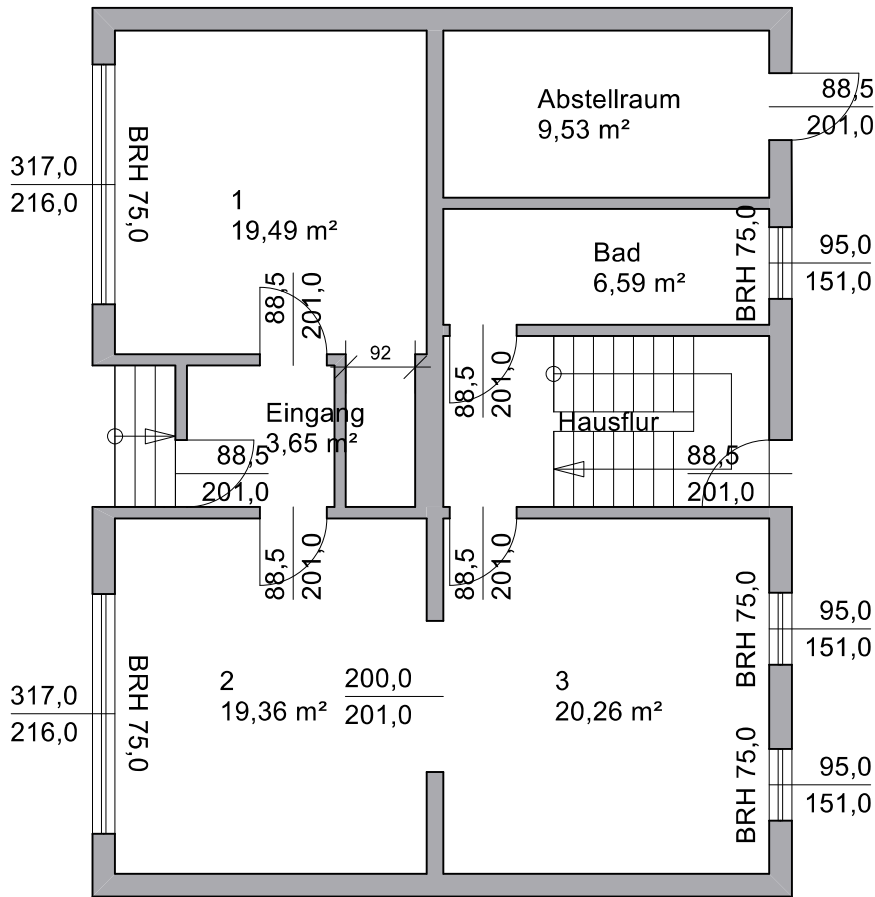 88,5
201,0
Abstellraum
9,53 m²
317,0
216,0
BRH 75,0
1
19,49 m²
BRH 75,0
95,0
151,0
Bad
6,59 m²
88,5
201,0
92
88,5
201,0
Eingang
3,65 m²
Hausflur
88,5
201,0
88,5
201,0
88,5
201,0
88,5
201,0
BRH 75,0
95,0
151,0
317,0
216,0
BRH 75,0
2
19,36 m²
200,0
201,0
3
20,26 m²
BRH 75,0
95,0
151,0